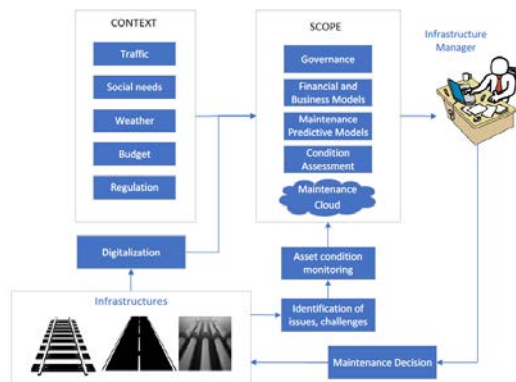 CONTEXT
Traffic
Social needs
Weather
Budget
Regulation
SCOPE
Governance
Financial and
Business Models
Maintenance
Predictive Models
Condition
Assessment
Maintenance
Cloud
Infrastructure
Manager
Digitalization
Asset condition
monitoring
Infrastructures
Identification of
issues, challenges
Maintenance Decision